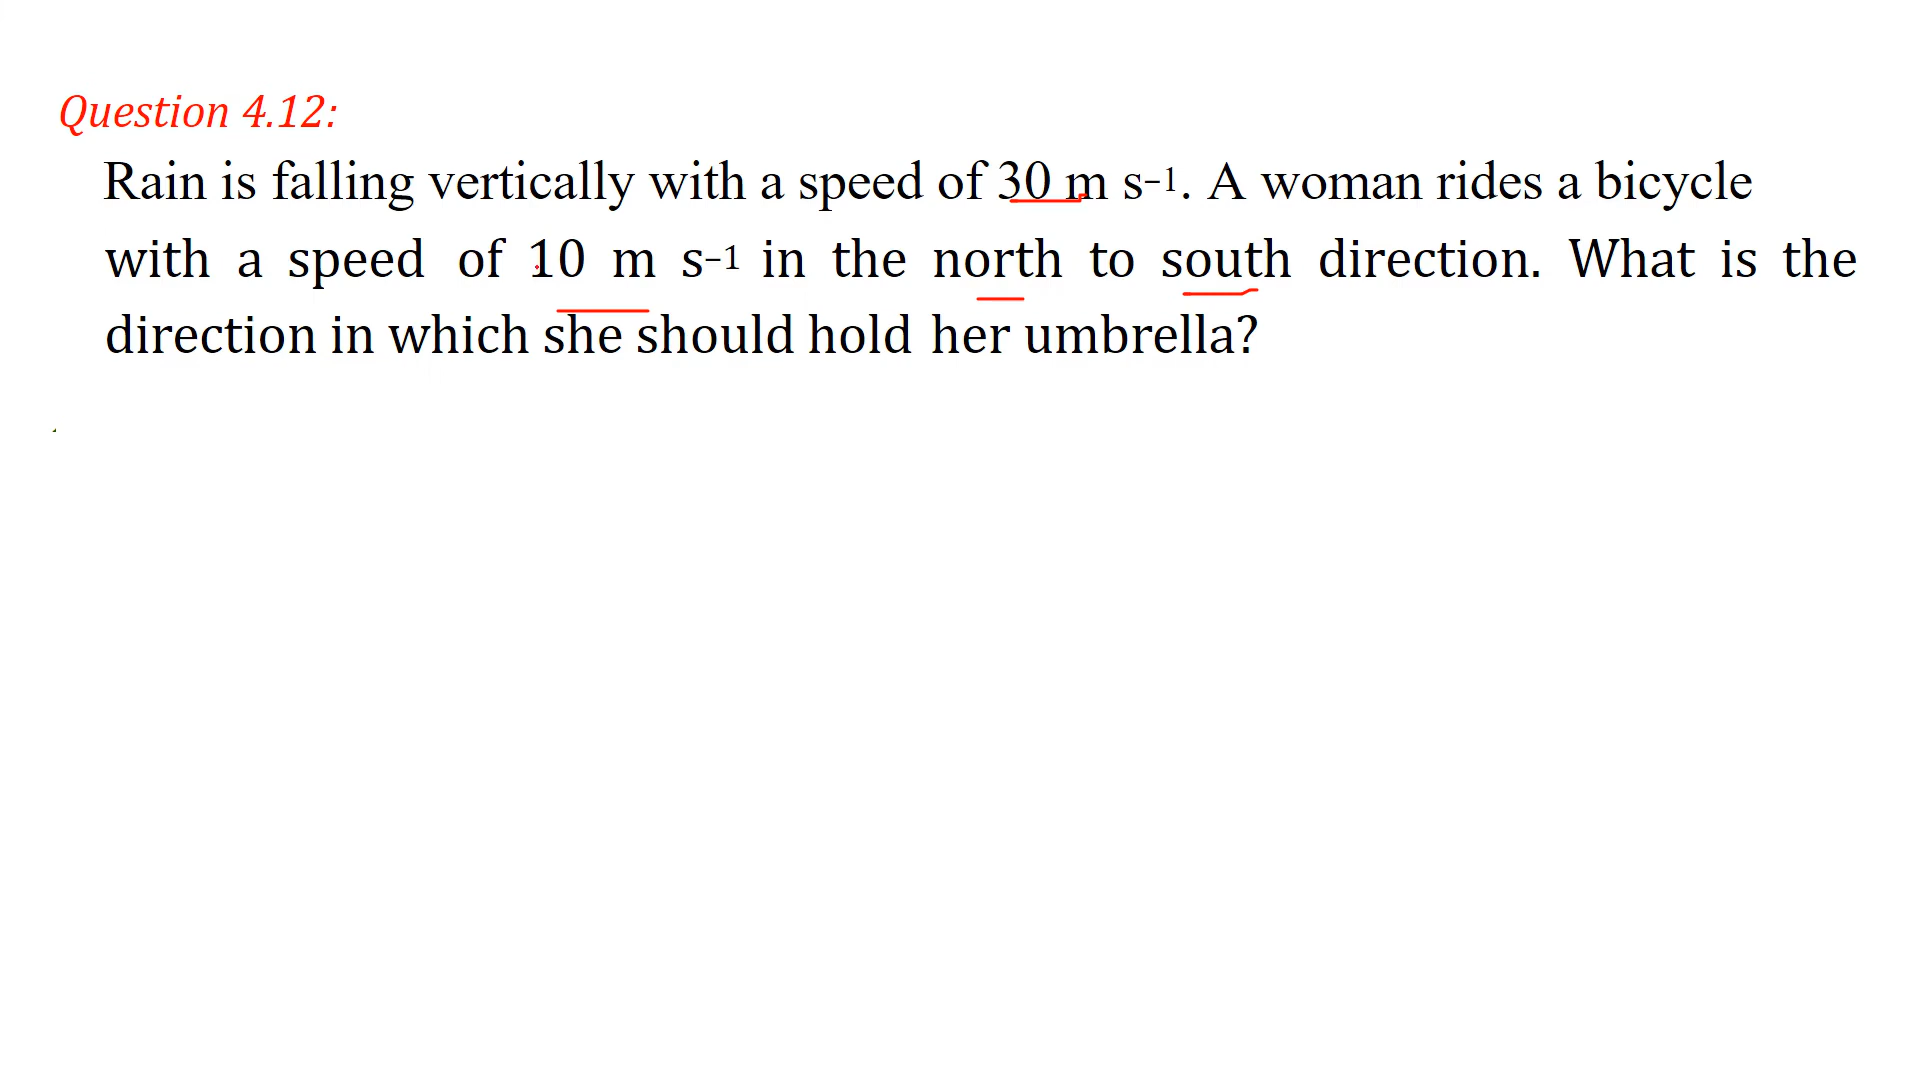 Question 4.12:
Rain is falling vertically with a speed of 30 m s–1. A woman rides a bicycle
with a speed of 10 m s–1 in the north to south direction. What is the
direction in which she should hold her umbrella?